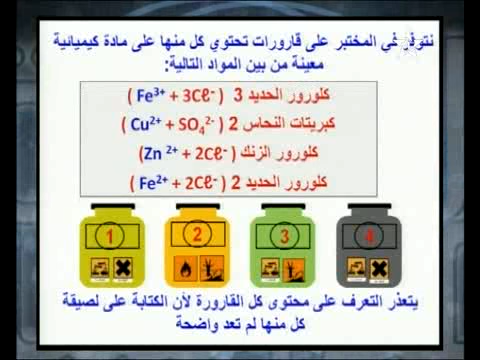 نتوفر في المختبر على قارورات تحتوي كل منها على مادة كيميائية
معينة من بين المواد التالية:
كلورور الحديد 3 (Fe³⁺ + 3Cℓ⁻)
كبريتات النحاس 2 (Cu²⁺ + SO₄²⁻)
كلورور الزنك (Zn²⁺ + 2Cℓ⁻)
كلورور الحديد 2 (Fe²⁺ + 2Cℓ⁻)
1 2 3 4
يتعذر التعرف على محتوى كل القارورة لأن الكتابة على لصيقة
كل منها لم تعد واضحة